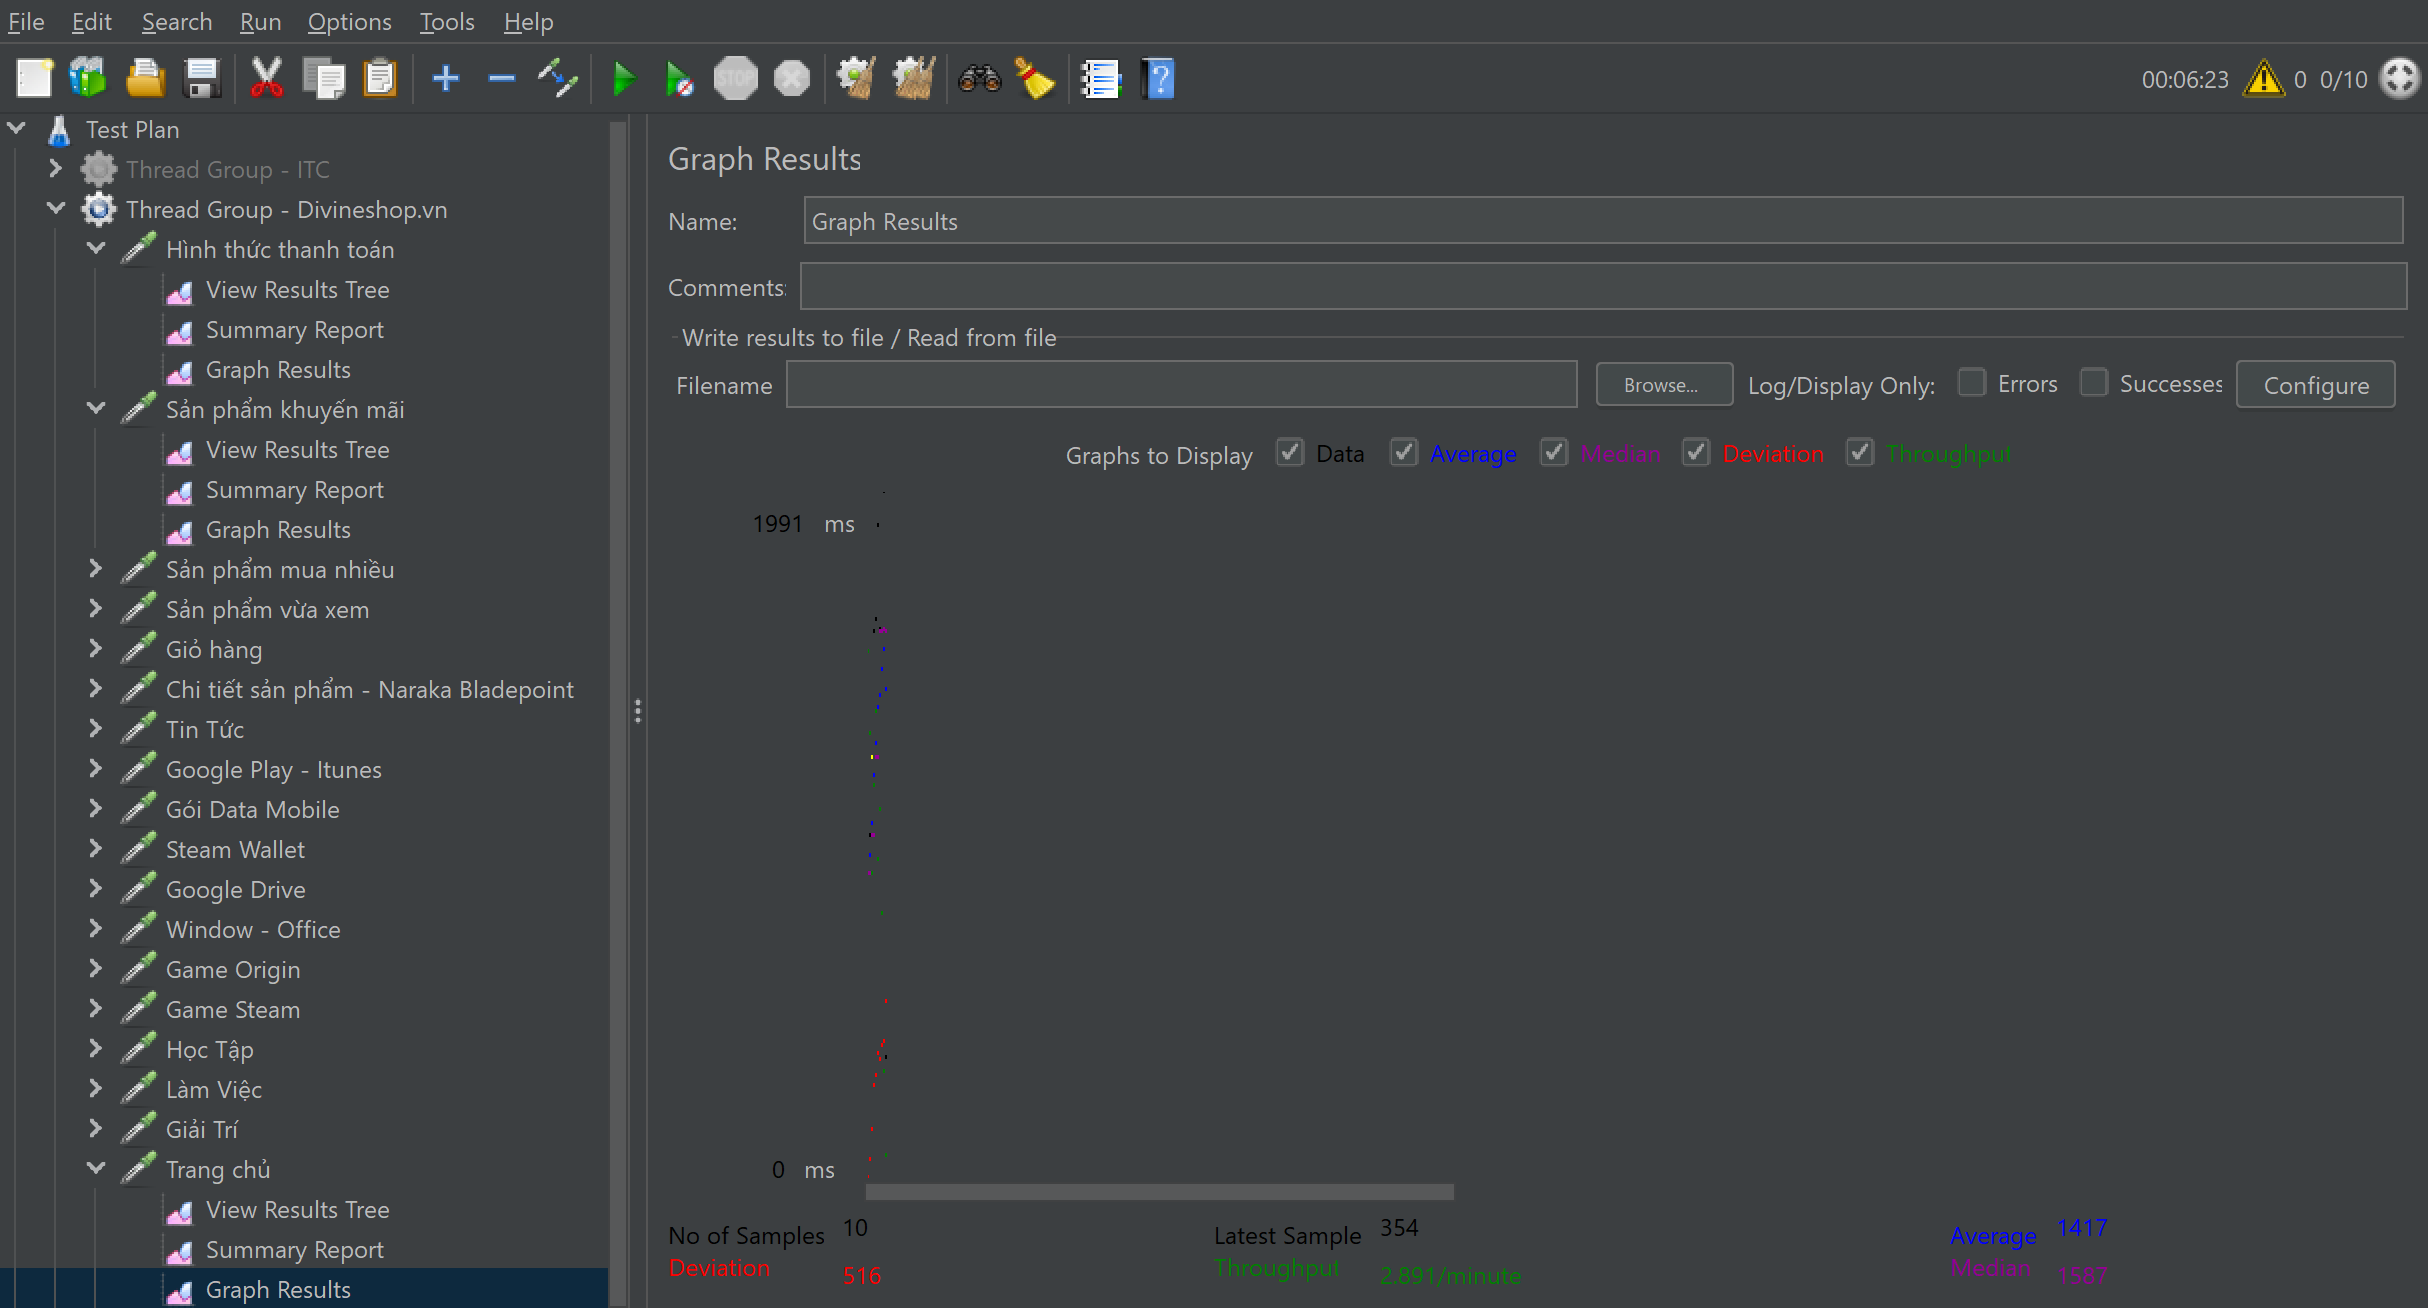 File Edit Search Run Options Tools Help
STOP
00:06:23 0 0/10
Test Plan
Thread Group - ITC
Thread Group - Divineshop.vn
Hình thức thanh toán
View Results Tree
Summary Report
Graph Results
Sản phẩm khuyến mãi
View Results Tree
Summary Report
Graph Results
Sản phẩm mua nhiều
Sản phẩm vừa xem
Giỏ hàng
Chi tiết sản phẩm - Naraka Bladepoint
Tin Tức
Google Play - Itunes
Gói Data Mobile
Steam Wallet
Google Drive
Window - Office
Game Origin
Game Steam
Học Tập
Làm Việc
Giải Trí
Trang chủ
View Results Tree
Summary Report
Graph Results
Graph Results
Name: Graph Results
Comments:
Write results to file / Read from file
Filename Browse... Log/Display Only: Errors Successes Configure
Graphs to Display Data Average Median Deviation Throughput
1991 ms
0 ms
No of Samples 10 Latest Sample 354 Average 1417
Deviation 516 Throughput 2.891/minute Median 1587